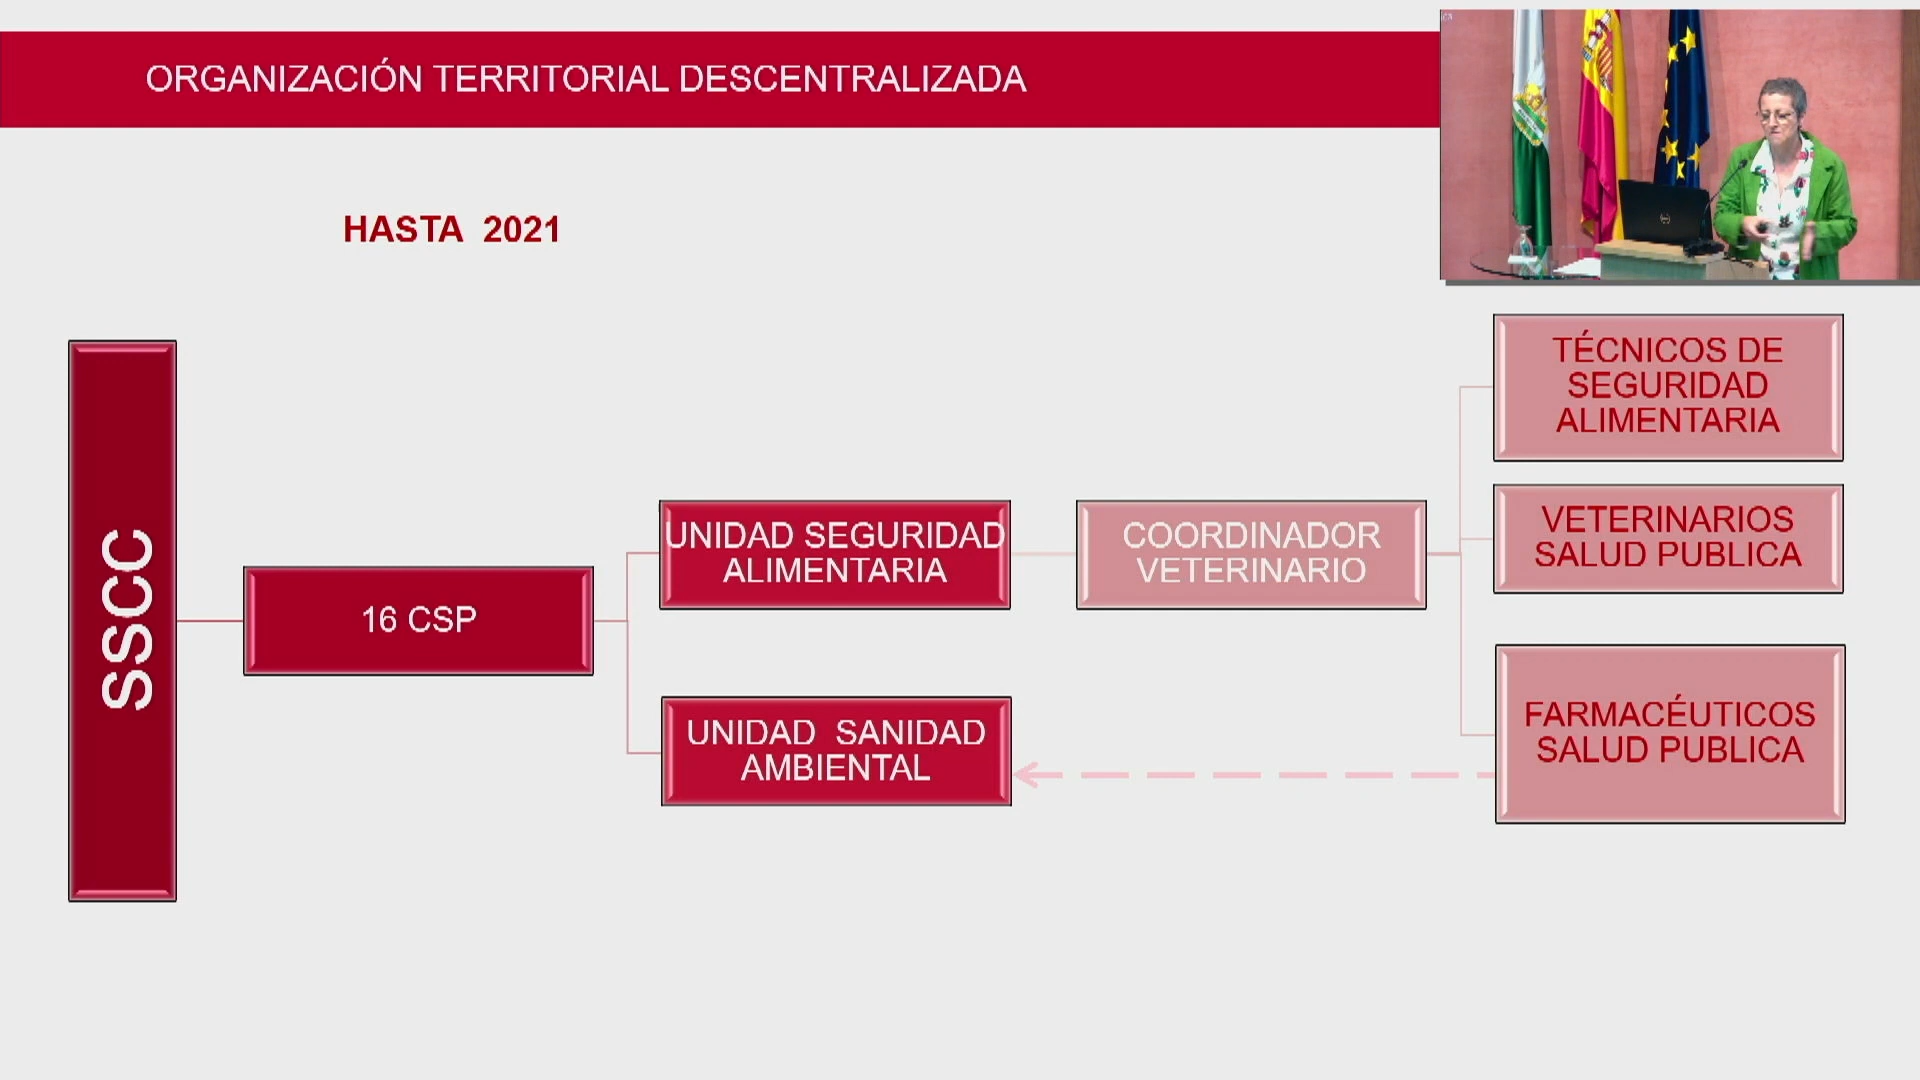 ORGANIZACIÓN TERRITORIAL DESCENTRALIZADA
HASTA 2021
SSCC
16 CSP
UNIDAD SEGURIDAD
ALIMENTARIA
UNIDAD SANIDAD
AMBIENTAL
COORDINADOR
VETERINARIO
TÉCNICOS DE
SEGURIDAD
ALIMENTARIA
VETERINARIOS
SALUD PUBLICA
FARMACÉUTICOS
SALUD PUBLICA